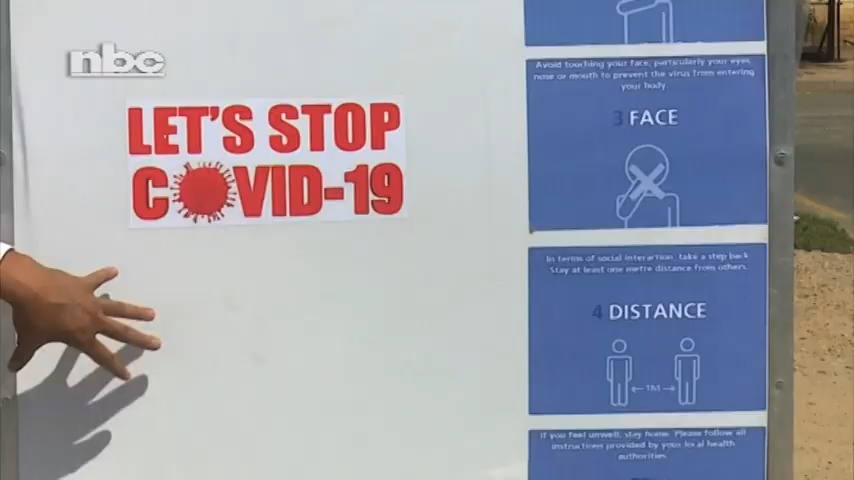 nbc
LET'S STOP
COVID-19
Avoid touching your face, particularly your eyes,
nose or mouth to prevent the virus from entering
your body.
3 FACE
In terms of social interaction, take a step back
Stay at least one metre distance from others.
4 DISTANCE
1M
If you feel unwell, stay home. Please follow all
instructions provided by your local health
authorities.